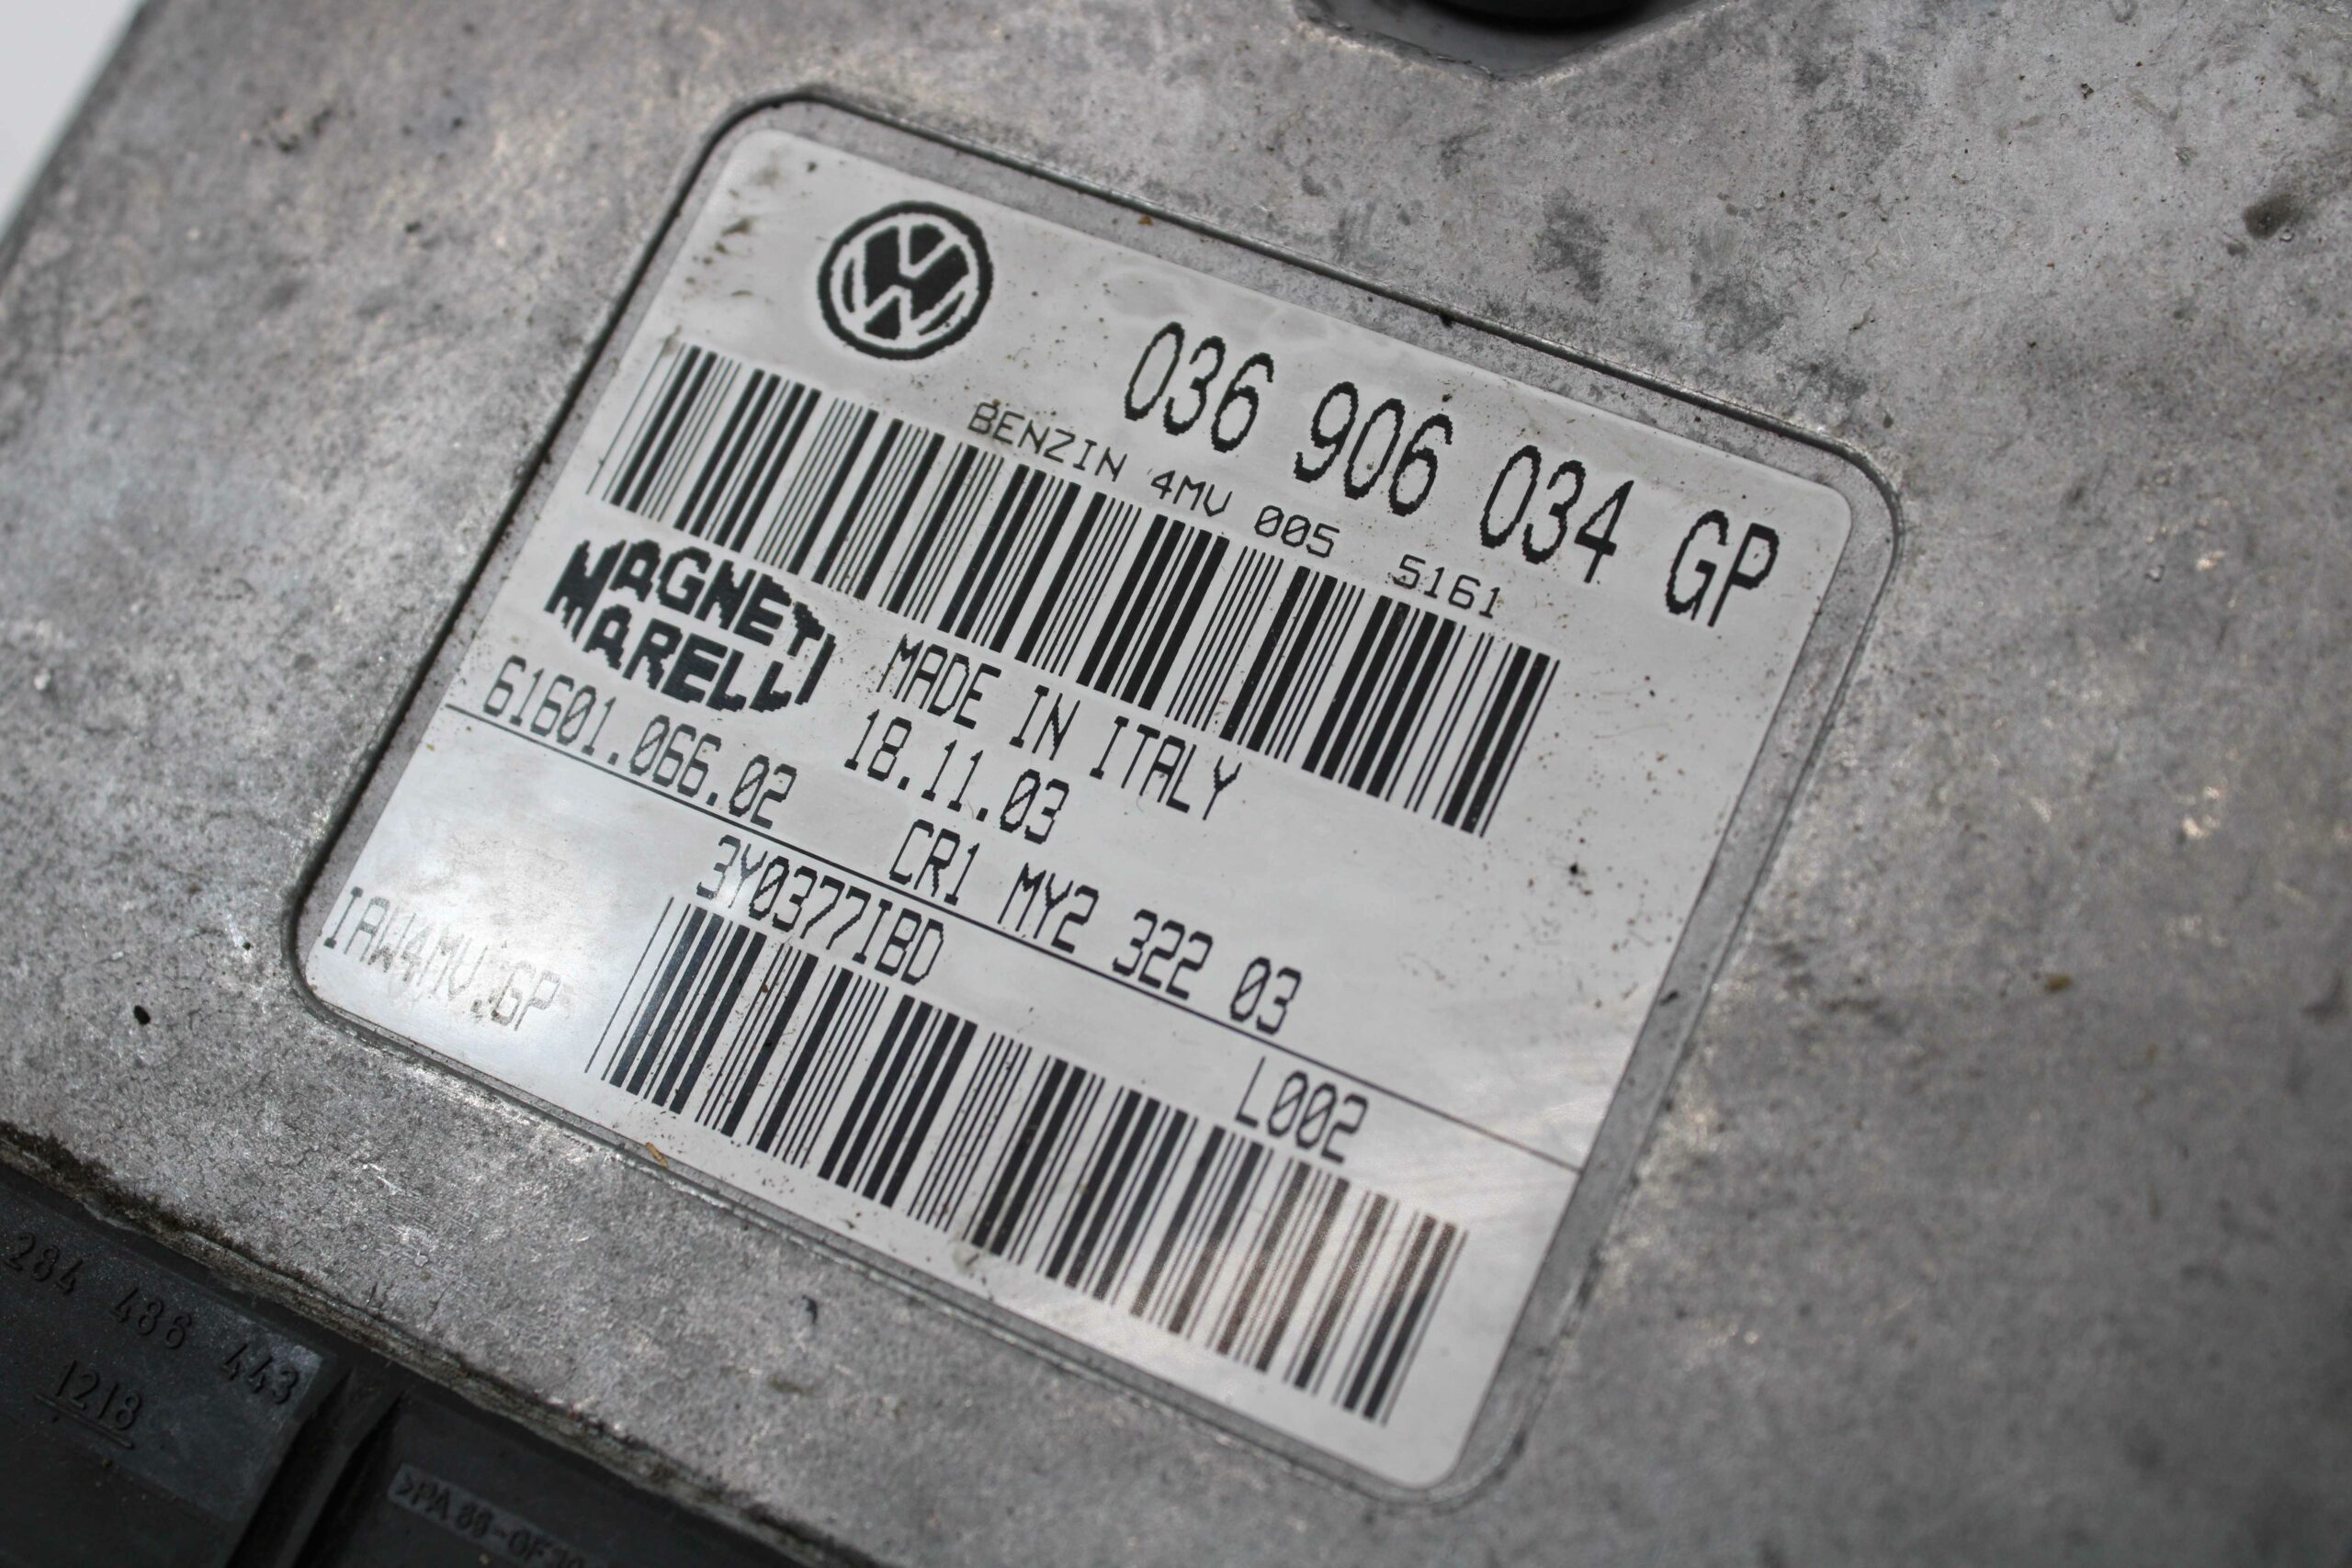 036 906 034 GP
BENZIN 4MV 005 5161
MAGNETI
MARELLI
MADE IN ITALY
18.11.03
61601.066.02 CR1 MY2 322 03
3Y0377IBD L002
IAW4MV.GP
284 486 443
1218